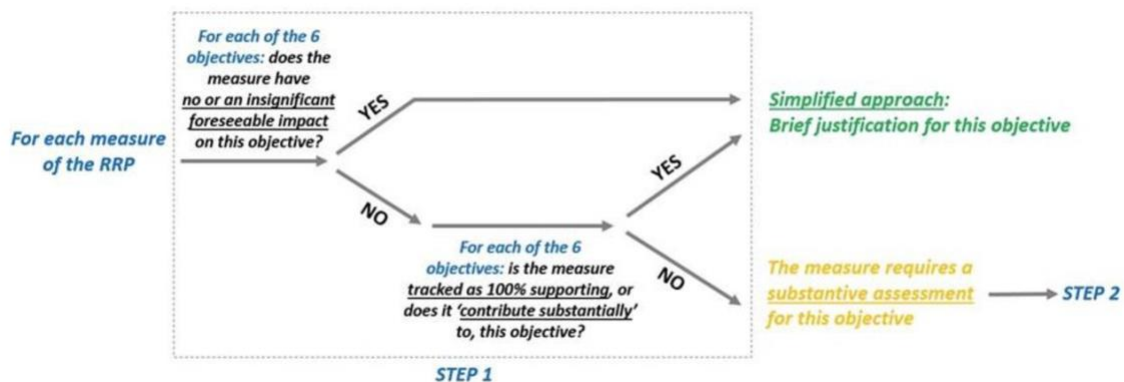 For each measure
of the RRP
For each of the 6
objectives: does the
measure have
no or an insignificant
foreseeable impact
on this objective?
YES
NO
For each of the 6
objectives: is the measure
tracked as 100% supporting, or
does it ‘contribute substantially’
to, this objective?
YES
NO
Simplified approach:
Brief justification for this objective
The measure requires a
substantive assessment
for this objective
STEP 2
STEP 1